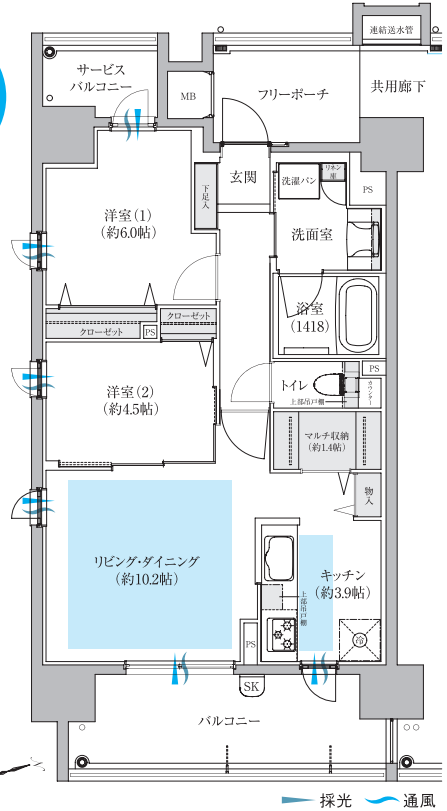 連結送水管
サービス
バルコニー
MB
フリーポーチ
共用廊下
玄関
下足入
洗濯パン
リネン庫
PS
洗面室
洋室(1)
(約6.0帖)
浴室
(1418)
クローゼット
PS
クローゼット
洋室(2)
(約4.5帖)
トイレ
上部吊戸棚
PS
カウンター
マルチ収納
(約1.4帖)
物入
リビング・ダイニング
(約10.2帖)
キッチン
(約3.9帖)
上部吊戸棚
冷
PS
SK
バルコニー
採光
通風